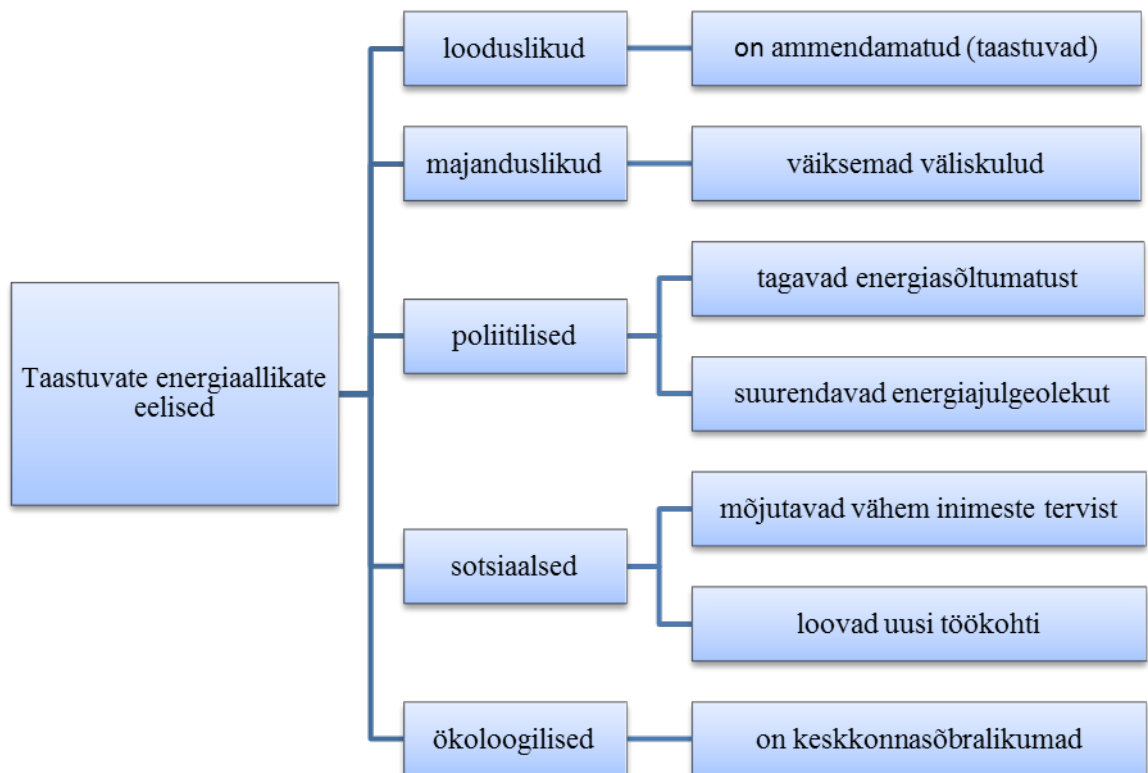 Taastuvate energiaallikate
eelised
looduslikud
on ammendamatud (taastuvad)
majanduslikud
väiksemad väliskulud
poliitilised
tagavad energiasõltumatust
suurendavad energiajulgeolekut
sotsiaalsed
mõjutavad vähem inimeste tervist
loovad uusi töökohti
ökoloogilised
on keskkonnasõbralikumad